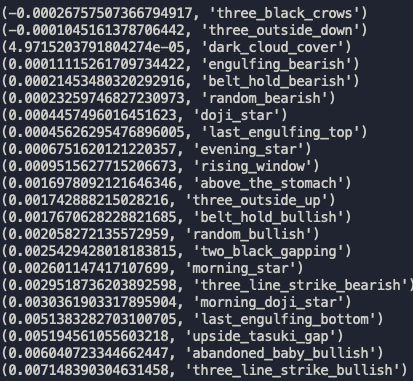 (-0.00026757507366794917, 'three_black_crows')
(-0.0001045161378706442, 'three_outside_down')
(4.9715203791804274e-05, 'dark_cloud_cover')
(0.00011115261709734422, 'engulfing_bearish')
(0.00021453480320292916, 'belt_hold_bearish')
(0.00023259746827230973, 'random_bearish')
(0.0004457496016451623, 'doji_star')
(0.00045626295476896005, 'last_engulfing_top')
(0.0006751620121220357, 'evening_star')
(0.0009515627715206673, 'rising_window')
(0.0016978092121646346, 'above_the_stomach')
(0.001742888215028216, 'three_outside_up')
(0.0017670628228821685, 'belt_hold_bullish')
(0.002058272135572959, 'random_bullish')
(0.0025429428018183815, 'two_black_gapping')
(0.002601147417107699, 'morning_star')
(0.0029518736203892598, 'three_line_strike_bearish')
(0.0030361903317895904, 'morning_doji_star')
(0.0051383282703100705, 'last_engulfing_bottom')
(0.005194561055603218, 'upside_tasuki_gap')
(0.006040723344662447, 'abandoned_baby_bullish')
(0.007148390304631458, 'three_line_strike_bullish')